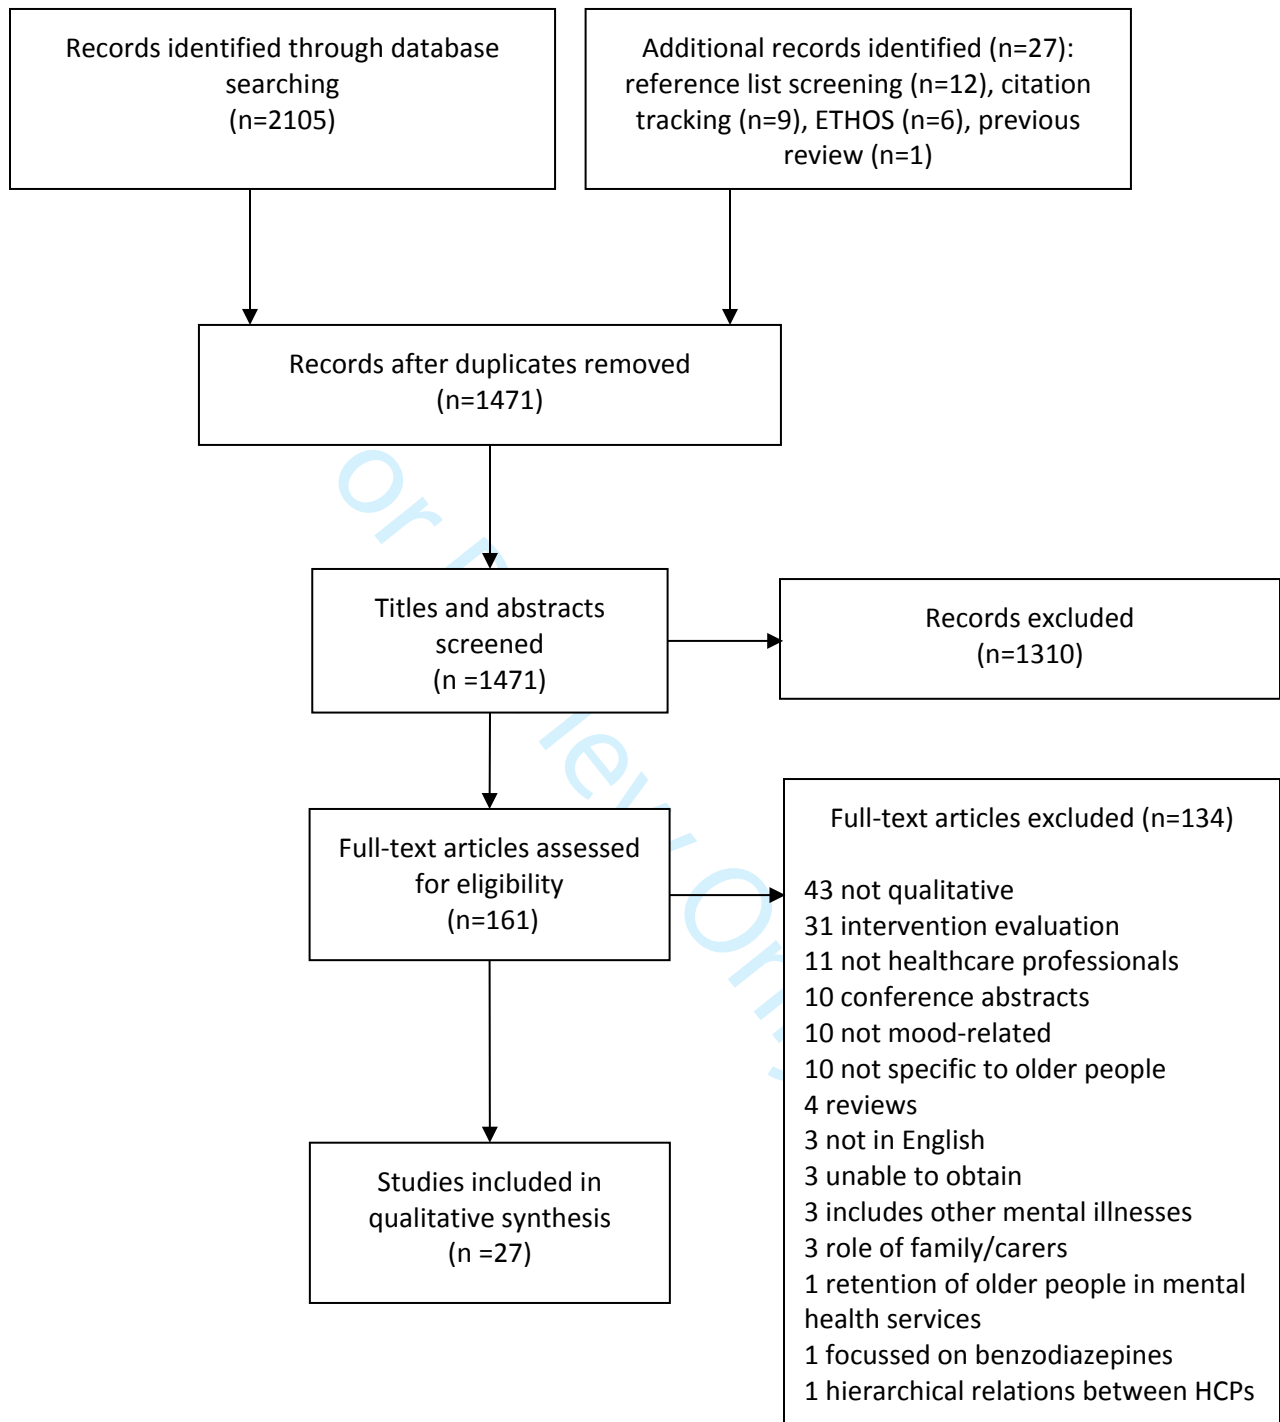 Records identified through database
searching
(n=2105)
Additional records identified (n=27):
reference list screening (n=12), citation
tracking (n=9), ETHOS (n=6), previous
review (n=1)
Records after duplicates removed
(n=1471)
Titles and abstracts
screened
(n =1471)
Records excluded
(n=1310)
Full-text articles assessed
for eligibility
(n=161)
Full-text articles excluded (n=134)
43 not qualitative
31 intervention evaluation
11 not healthcare professionals
10 conference abstracts
10 not mood-related
10 not specific to older people
4 reviews
3 not in English
3 unable to obtain
3 includes other mental illnesses
3 role of family/carers
1 retention of older people in mental
health services
1 focussed on benzodiazepines
1 hierarchical relations between HCPs
Studies included in
qualitative synthesis
(n =27)